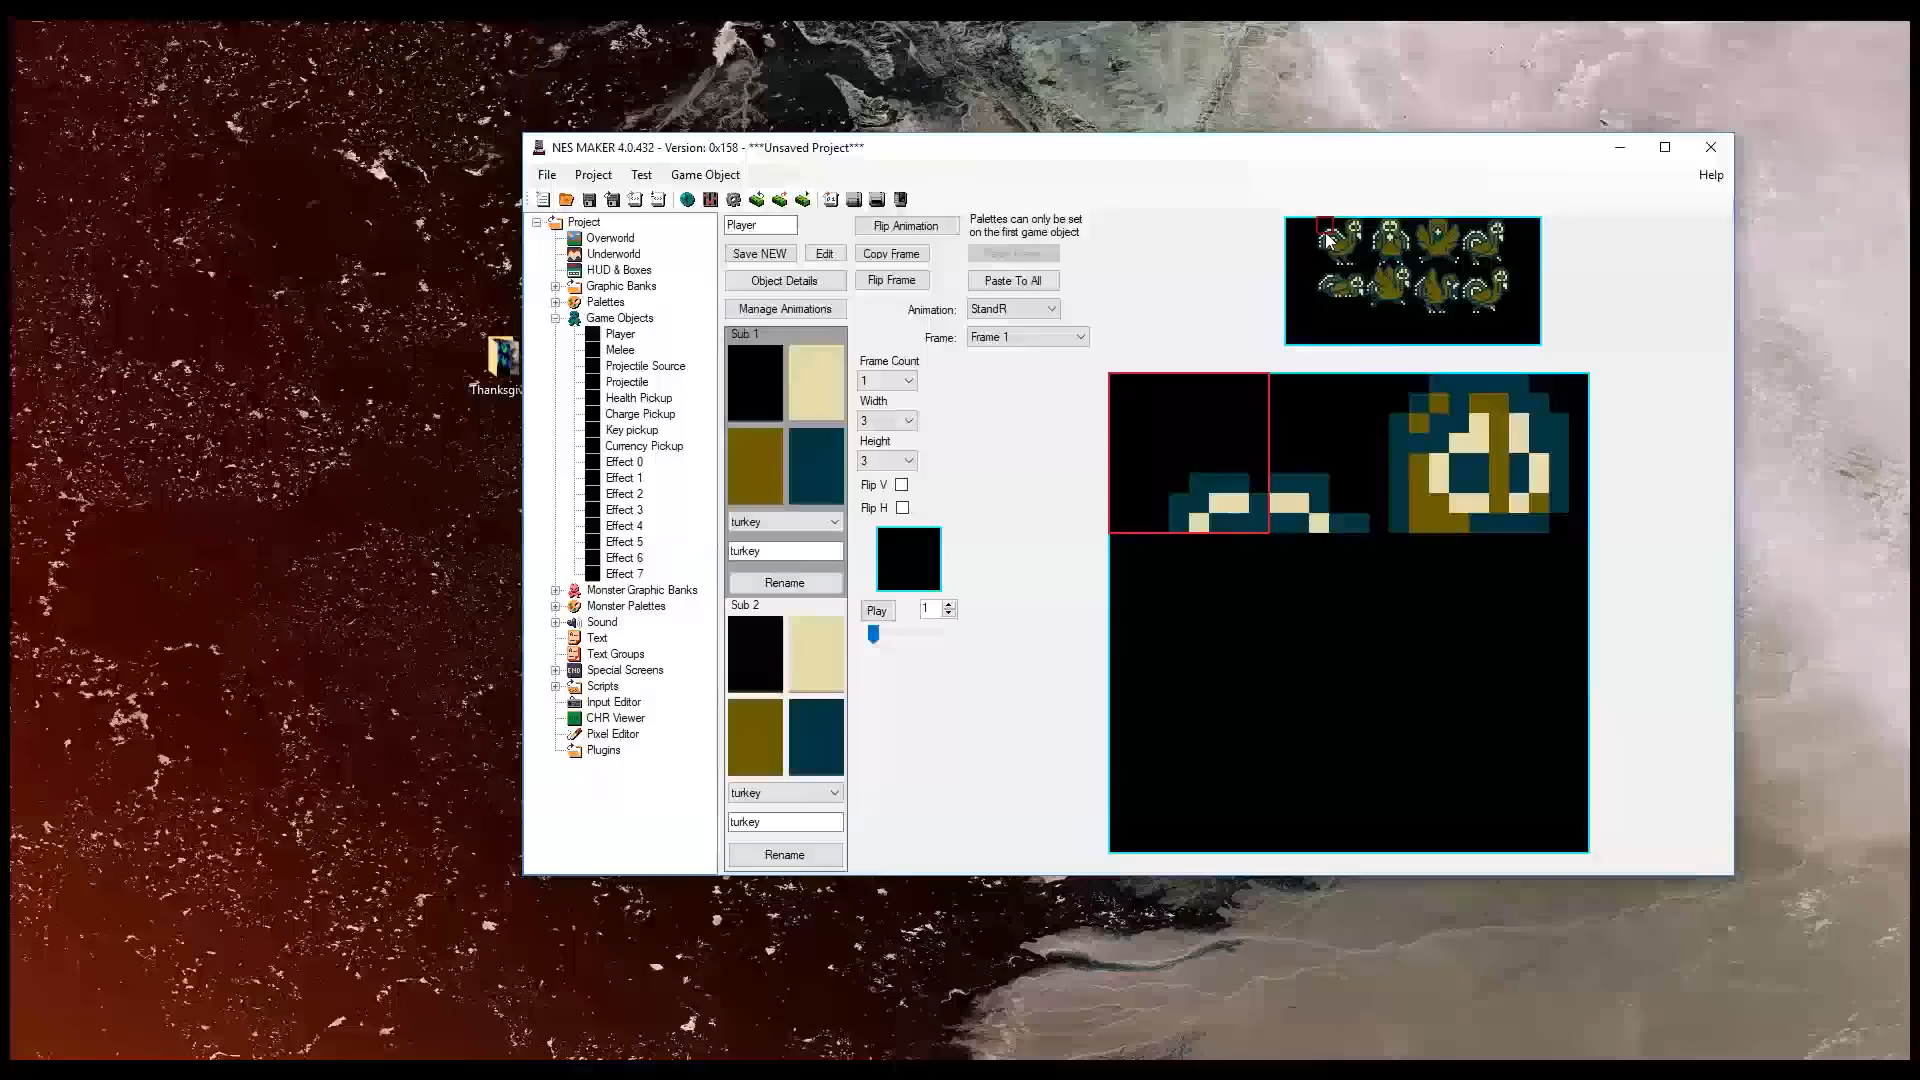 NES MAKER 4.0.432 - Version: 0x158 - ***Unsaved Project***
File
Project
Test
Game Object
Help
Project
Overworld
Underworld
HUD & Boxes
Graphic Banks
Palettes
Game Objects
Player
Melee
Projectile Source
Projectile
Health Pickup
Charge Pickup
Key pickup
Currency Pickup
Effect 0
Effect 1
Effect 2
Effect 3
Effect 4
Effect 5
Effect 6
Effect 7
Monster Graphic Banks
Monster Palettes
Sound
Text
Text Groups
Special Screens
Scripts
Input Editor
CHR Viewer
Pixel Editor
Plugins
Player
Save NEW
Edit
Object Details
Manage Animations
Sub 1
turkey
turkey
Rename
Sub 2
turkey
turkey
Rename
Flip Animation
Copy Frame
Flip Frame
Palettes can only be set
on the first game object
Paste To All
Animation:
StandR
Frame:
Frame 1
Frame Count
1
Width
3
Height
3
Flip V
Flip H
Play
1
Thanksgiv